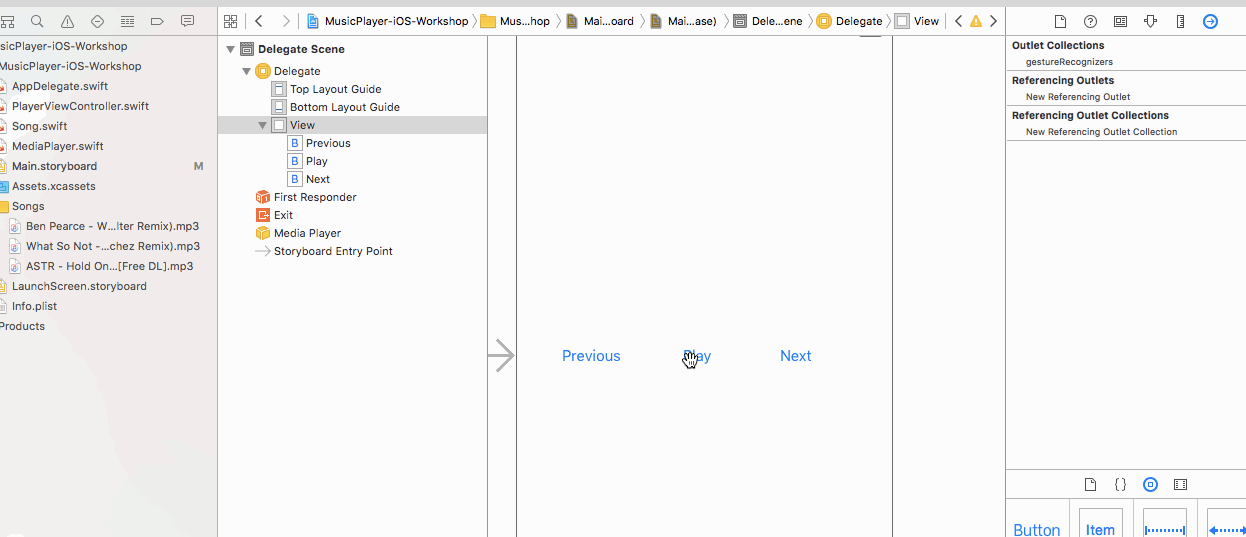 MusicPlayer-iOS-Workshop Mus...hop Mai...oard Mai...ase) Dele...ene Delegate View
sicPlayer-iOS-Workshop
MusicPlayer-iOS-Workshop
AppDelegate.swift
PlayerViewController.swift
Song.swift
MediaPlayer.swift
Main.storyboard M
Assets.xcassets
Songs
Ben Pearce - W...lter Remix).mp3
What So Not -...chez Remix).mp3
ASTR - Hold On...[Free DL].mp3
LaunchScreen.storyboard
Info.plist
Products
Delegate Scene
Delegate
Top Layout Guide
Bottom Layout Guide
View
B Previous
B Play
B Next
First Responder
Exit
Media Player
Storyboard Entry Point
Previous Play Next
Outlet Collections
gestureRecognizers
Referencing Outlets
New Referencing Outlet
Referencing Outlet Collections
New Referencing Outlet Collection
Button Item